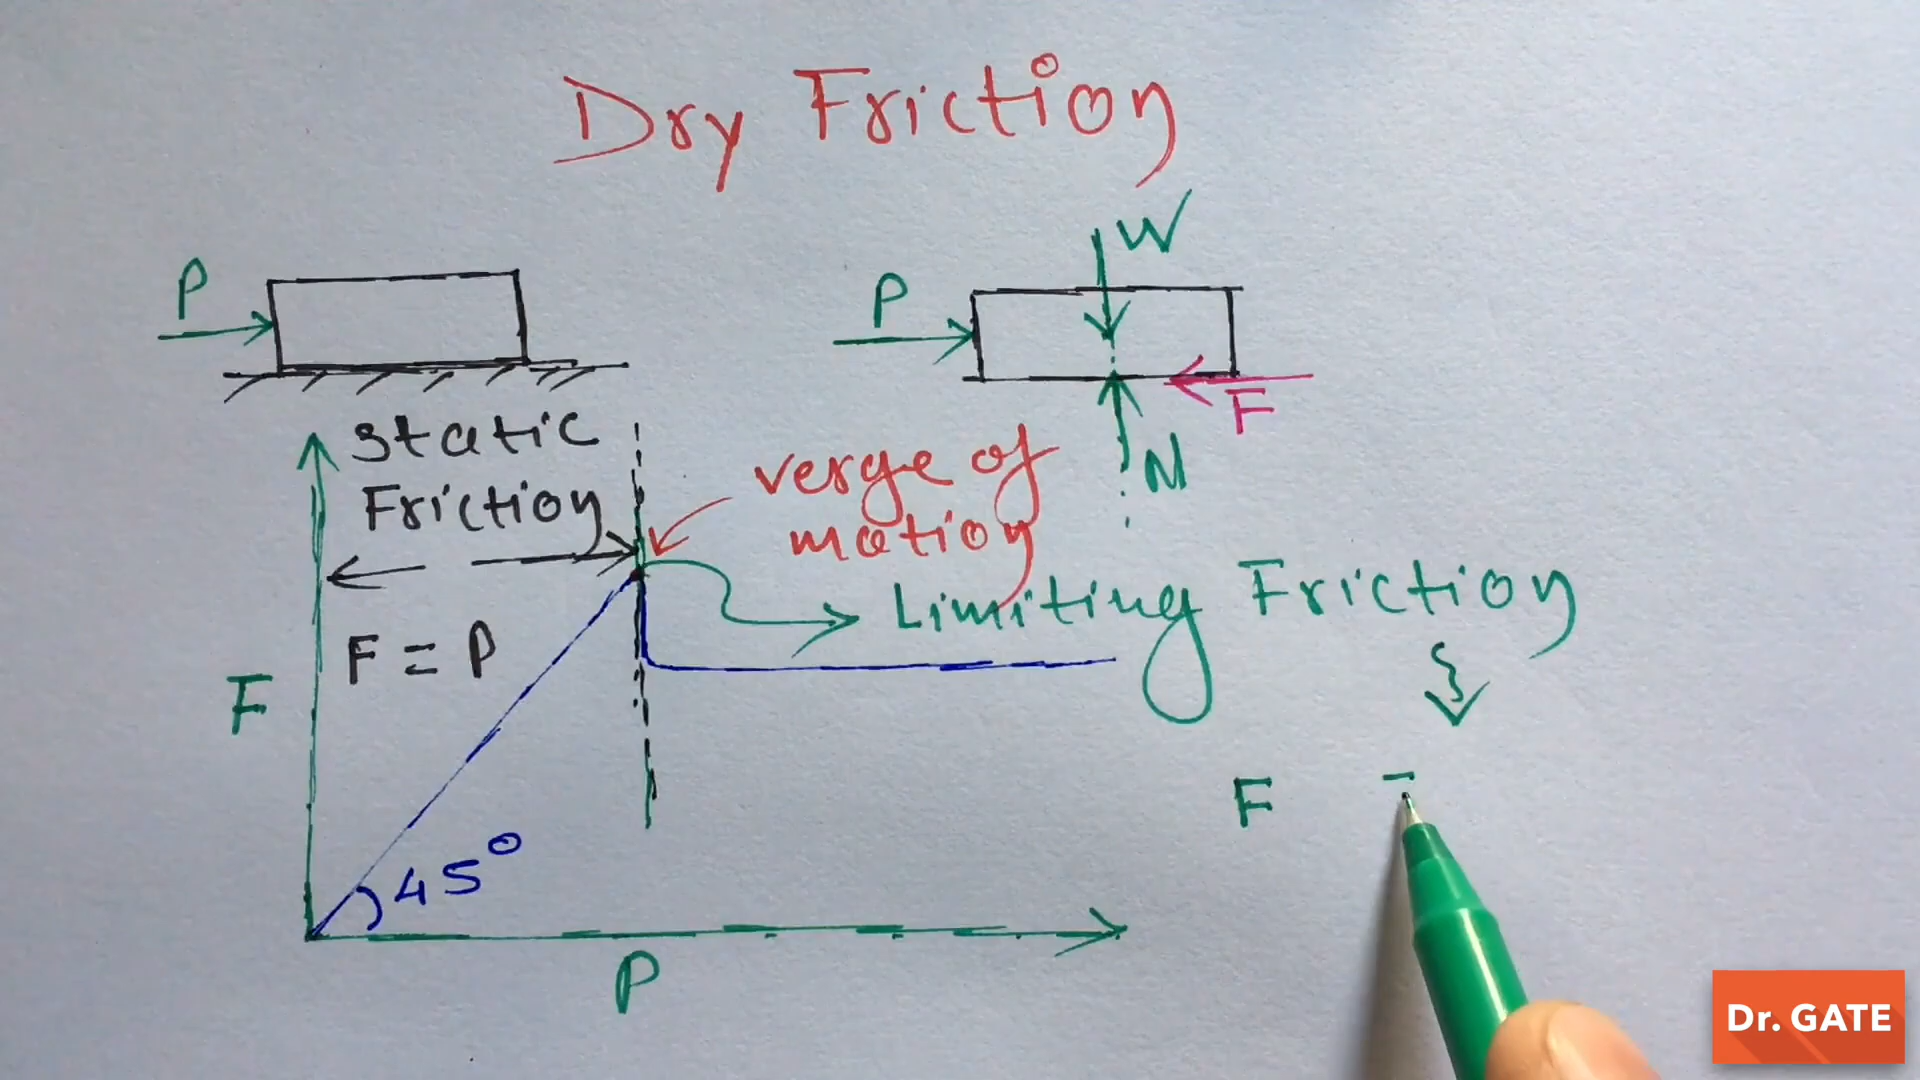 Dry Friction
P
P
W
F
N
Static
Friction
verge of
motion
Limiting Friction
F = P
F
F
45°
P
Dr. GATE